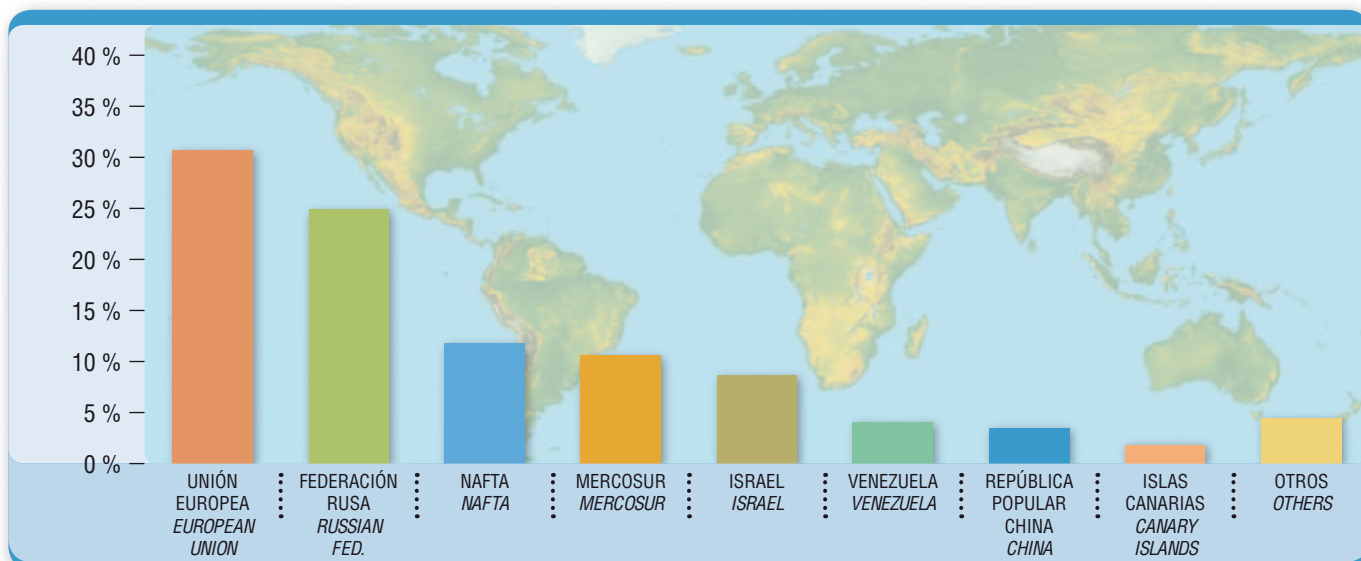 40 %
35 %
30 %
25 %
20 %
15 %
10 %
5 %
0 %
UNIÓN
EUROPEA
EUROPEAN
UNION
FEDERACIÓN
RUSA
RUSSIAN
FED.
NAFTA
NAFTA
MERCOSUR
MERCOSUR
ISRAEL
ISRAEL
VENEZUELA
VENEZUELA
REPÚBLICA
POPULAR
CHINA
CHINA
ISLAS
CANARIAS
CANARY
ISLANDS
OTROS
OTHERS